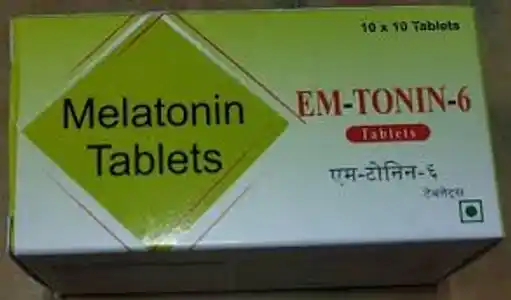 10 x 10 Tablets
Melatonin
Tablets
EM-TONIN-6
Tablets
एम-टोनिन-६
टेबलेट्स